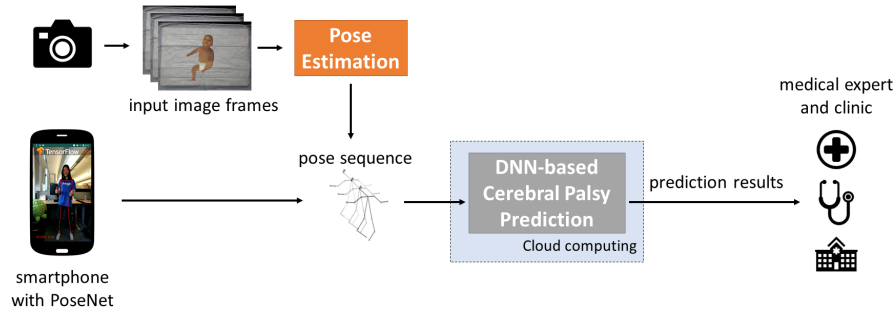 Pose
Estimation
input image frames
medical expert
and clinic
TensorFlow
pose sequence
DNN-based
Cerebral Palsy
Prediction
prediction results
Cloud computing
smartphone
with PoseNet